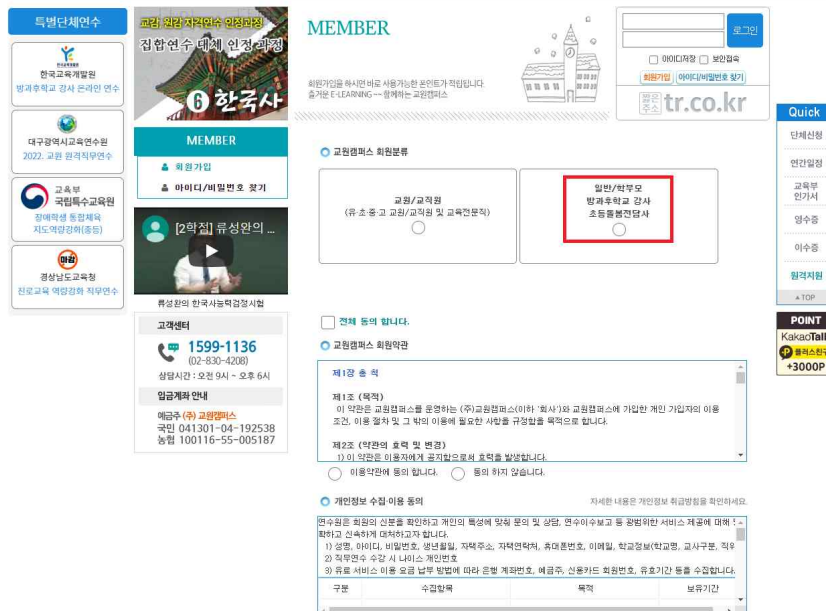 특별단체연수
한국교육개발원
방과후학교 강사 온라인 연수
대구광역시교육연수원
2022. 교원 원격직무연수
교육부
국립특수교육원
장애학생 통합체육
지도역량강화(중등)
마감
경상남도교육청
진로교육 역량강화 직무연수
교감 원감 자격연수 인정과정
집합연수 대체 인정 과정
6 한국사
MEMBER
회원가입
아이디/비밀번호 찾기
[2학점] 류성완의 ...
류성완의 한국사능력검정시험
고객센터
1599-1136
(02-830-4208)
상담시간 : 오전 9시 ~ 오후 6시
입금계좌 안내
예금주 (주) 교원캠퍼스
국민 041301-04-192538
농협 100116-55-005187
MEMBER
회원가입을 하시면 바로 사용가능한 포인트가 적립됩니다
즐거운 E-LEARNING ~~ 함께하는 교원캠퍼스
로그인
아이디저장 보안접속
회원가입 아이디/비밀번호 찾기
짧은주소 tr.co.kr
교원캠퍼스 회원분류
교원/교직원
(유·초·중·고 교원/교직원 및 교육전문직)
일반/학부모
방과후학교 강사
초등돌봄전담사
전체 동의 합니다.
교원캠퍼스 회원약관
제1장 총 칙
제1조 (목적)
이 약관은 교원캠퍼스를 운영하는 (주)교원캠퍼스(이하 '회사')와 교원캠퍼스에 가입한 개인 가입자의 이용
조건, 이용 절차 및 그 밖의 이용에 필요한 사항을 규정함을 목적으로 합니다.
제2조 (약관의 효력 및 변경)
1) 이 약관은 이용자에게 공지함으로써 효력을 발생합니다.
이용약관에 동의 합니다. 동의 하지 않습니다.
개인정보 수집·이용 동의
자세한 내용은 개인정보 취급방침을 확인하세요.
연수원은 회원의 신분을 확인하고 개인의 특성에 맞춰 문의 및 상담, 연수이수보고 등 광범위한 서비스 제공에 대해
확하고 신속하게 대처하고자 합니다.
1) 성명, 아이디, 비밀번호, 생년월일, 자택주소, 자택연락처, 휴대폰번호, 이메일, 학교정보(학교명, 교사구분, 직위
2) 직무연수 수강 시 나이스 개인번호
3) 유료 서비스 이용 요금 납부 방법에 따라 은행 계좌번호, 예금주, 신용카드 회원번호, 유효기간 등을 수집합니다.
구분 수집항목 목적 보유기간
Quick
단체신청
연간일정
교육부
인가서
영수증
이수증
원격지원
▲ TOP
POINT
KakaoTalk
플러스친구
+3000P